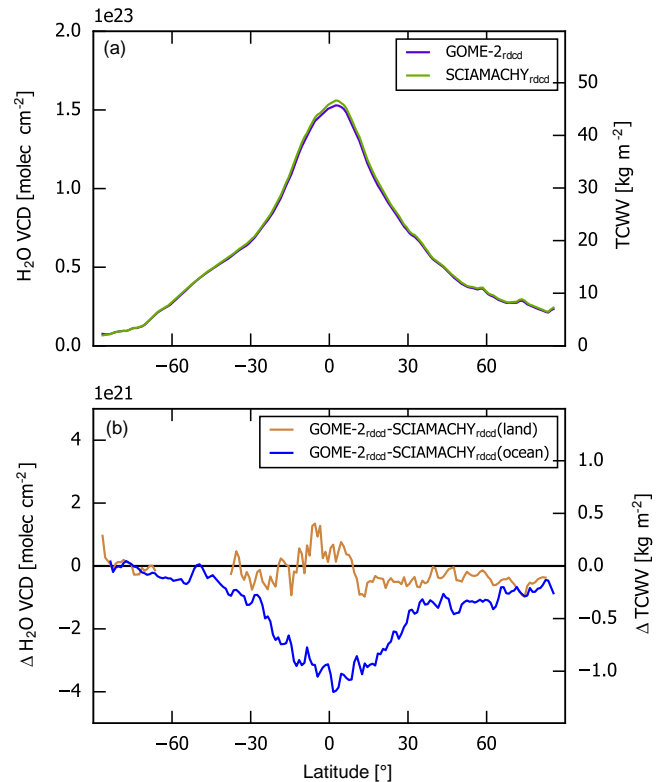 1e23
(a)
GOME-2rdcd
SCIAMACHYrdcd
2.0
1.5
1.0
0.5
0.0
H2O VCD [molec cm-2]
50
40
30
20
10
0
TCWV [kg m-2]
−60 −30 0 30 60
1e21
(b)
GOME-2rdcd-SCIAMACHYrdcd(land)
GOME-2rdcd-SCIAMACHYrdcd(ocean)
4
2
0
−2
−4
Δ H2O VCD [molec cm-2]
1.0
0.5
0.0
−0.5
−1.0
Δ TCWV [kg m-2]
−60 −30 0 30 60
Latitude [°]